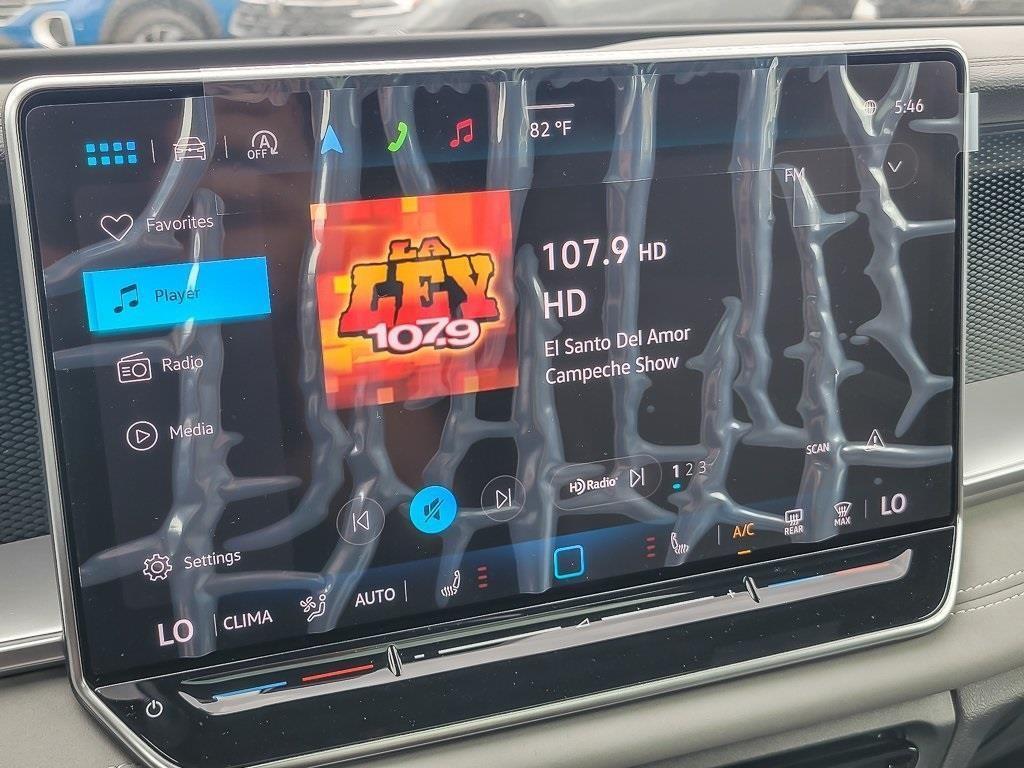 5:46
OFF
82 °F
FM
Favorites
LA
LEY
107.9
107.9 HD
HD
Player
El Santo Del Amor
Campeche Show
Radio
Media
SCAN
HD Radio
1 2 3
Settings
A/C
REAR
MAX
LO
LO
CLIMA
AUTO